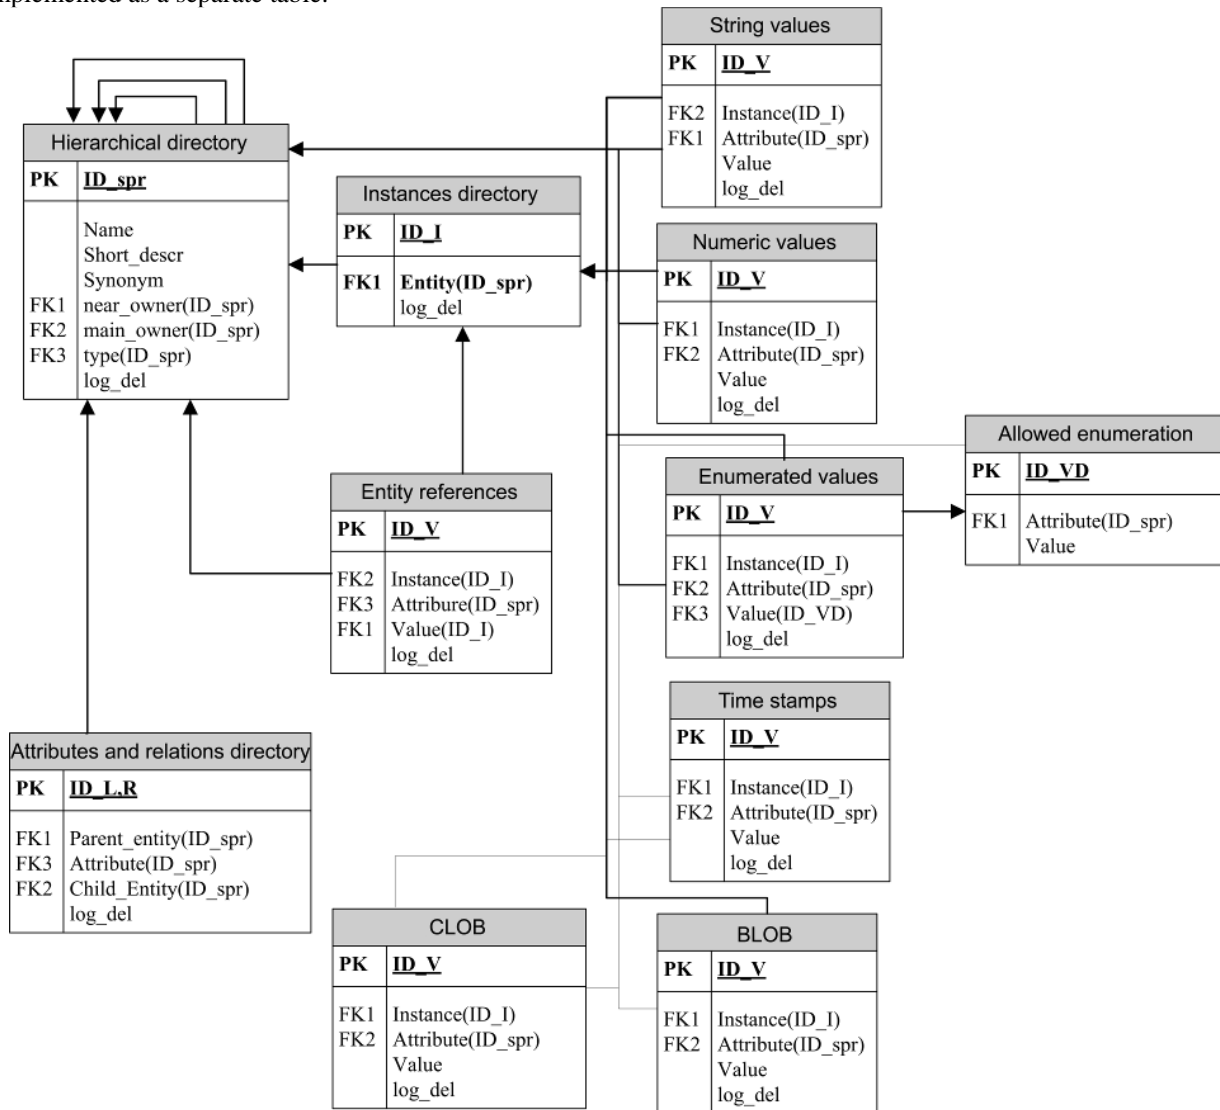 implemented as a separate table.
String values
PK ID_V
FK2 Instance(ID_I)
FK1 Attribute(ID_spr)
Value
log_del
Hierarchical directory
PK ID_spr
Name
Short_descr
Synonym
FK1 near_owner(ID_spr)
FK2 main_owner(ID_spr)
FK3 type(ID_spr)
log_del
Instances directory
PK ID_I
FK1 Entity(ID_spr)
log_del
Numeric values
PK ID_V
FK1 Instance(ID_I)
FK2 Attribute(ID_spr)
Value
log_del
Allowed enumeration
PK ID_VD
FK1 Attribute(ID_spr)
Value
Entity references
PK ID_V
FK2 Instance(ID_I)
FK3 Attribure(ID_spr)
FK1 Value(ID_I)
log_del
Enumerated values
PK ID_V
FK1 Instance(ID_I)
FK2 Attribute(ID_spr)
FK3 Value(ID_VD)
log_del
Time stamps
PK ID_V
FK1 Instance(ID_I)
FK2 Attribute(ID_spr)
Value
log_del
Attributes and relations directory
PK ID_L,R
FK1 Parent_entity(ID_spr)
FK3 Attribute(ID_spr)
FK2 Child_Entity(ID_spr)
log_del
CLOB
PK ID_V
FK1 Instance(ID_I)
FK2 Attribute(ID_spr)
Value
log_del
BLOB
PK ID_V
FK1 Instance(ID_I)
FK2 Attribute(ID_spr)
Value
log_del